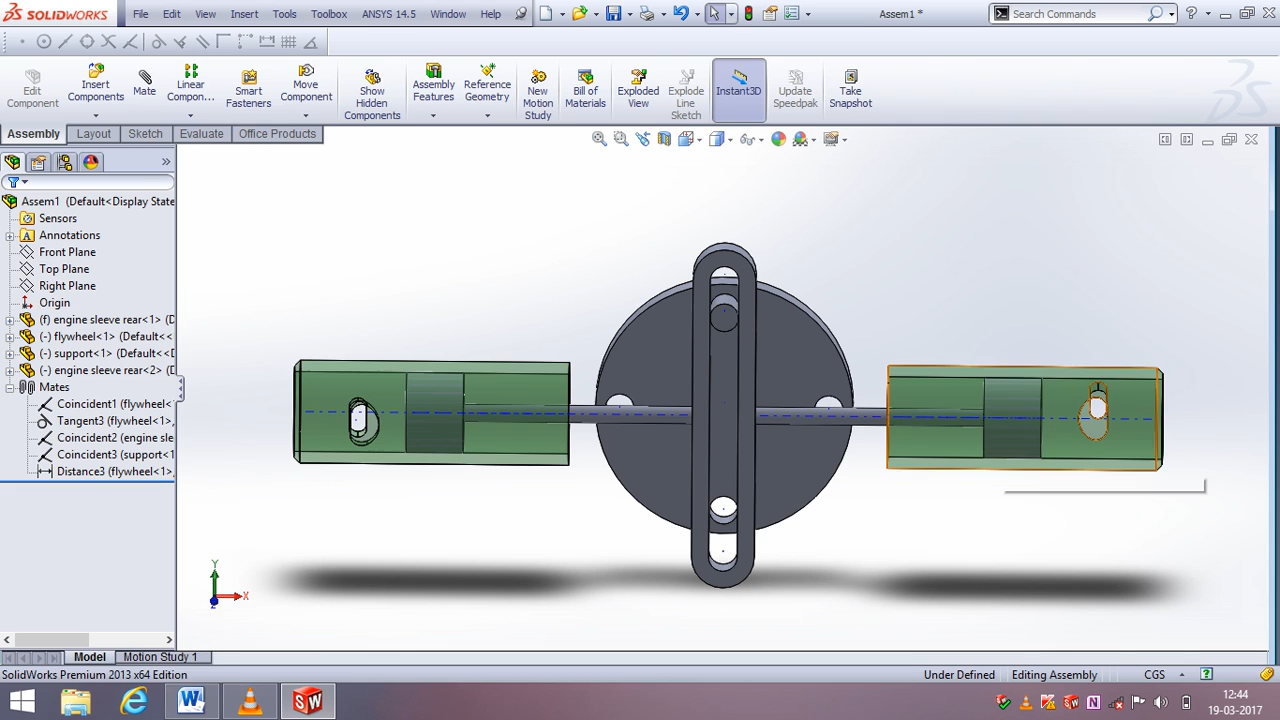 SOLIDWORKS File Edit View Insert Tools Toolbox ANSYS 14.5 Window Help Assem1 * Search Commands
Edit Component
Insert Components
Mate
Linear Compon...
Smart Fasteners
Move Component
Show Hidden Components
Assembly Features
Reference Geometry
New Motion Study
Bill of Materials
Exploded View
Explode Line Sketch
Instant3D
Update Speedpak
Take Snapshot
Assembly Layout Sketch Evaluate Office Products
Assem1 (Default<Display State
Sensors
Annotations
Front Plane
Top Plane
Right Plane
Origin
(f) engine sleeve rear<1> (D
(-) flywheel<1> (Default<<
(-) support<1> (Default<<D
(-) engine sleeve rear<2> (D
Mates
Coincident1 (flywheel<
Tangent3 (flywheel<1>
Coincident2 (engine sle
Coincident3 (support<1
Distance3 (flywheel<1>,
Y
X
Z
Model Motion Study 1
SolidWorks Premium 2013 x64 Edition Under Defined Editing Assembly CGS
12:44
19-03-2017